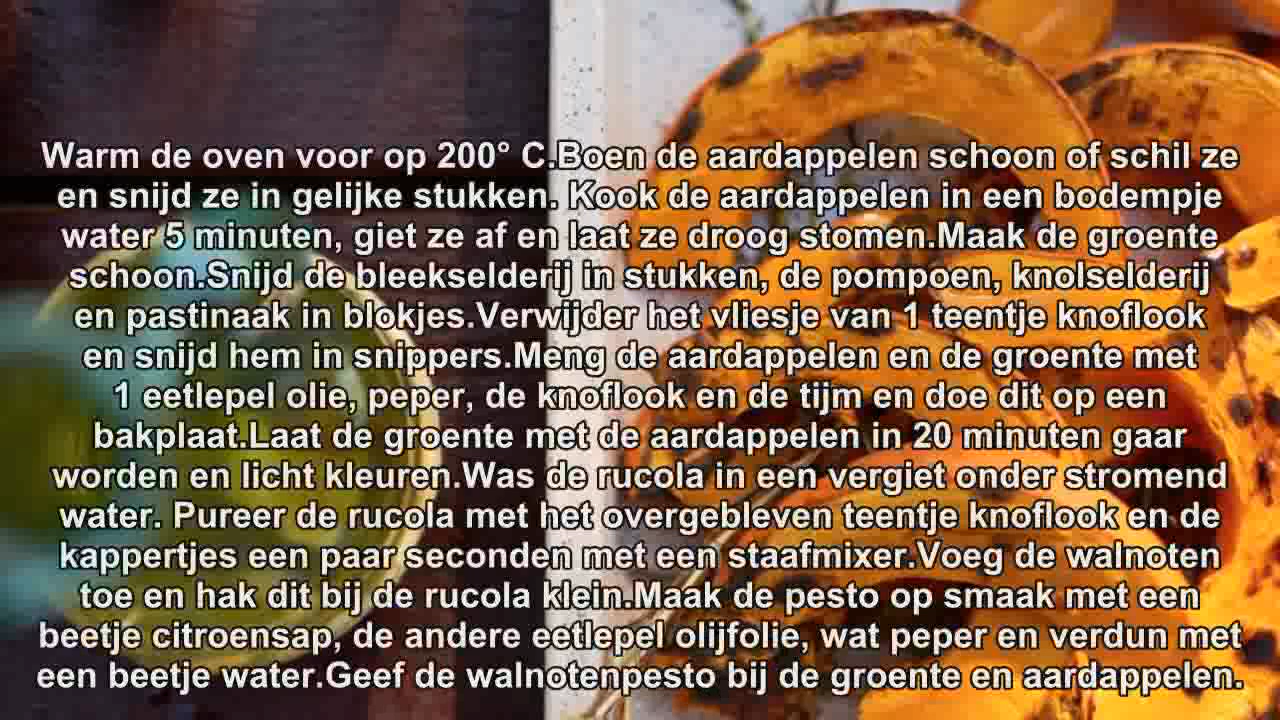 Warm de oven voor op 200° C.Boen de aardappelen schoon of schil ze
en snijd ze in gelijke stukken. Kook de aardappelen in een bodempje
water 5 minuten, giet ze af en laat ze droog stomen.Maak de groente
schoon.Snijd de bleekselderij in stukken, de pompoen, knolselderij
en pastinaak in blokjes.Verwijder het vliesje van 1 teentje knoflook
en snijd hem in snippers.Meng de aardappelen en de groente met
1 eetlepel olie, peper, de knoflook en de tijm en doe dit op een
bakplaat.Laat de groente met de aardappelen in 20 minuten gaar
worden en licht kleuren.Was de rucola in een vergiet onder stromend
water. Pureer de rucola met het overgebleven teentje knoflook en de
kappertjes een paar seconden met een staafmixer.Voeg de walnoten
toe en hak dit bij de rucola klein.Maak de pesto op smaak met een
beetje citroensap, de andere eetlepel olijfolie, wat peper en verdun met
een beetje water.Geef de walnotenpesto bij de groente en aardappelen.